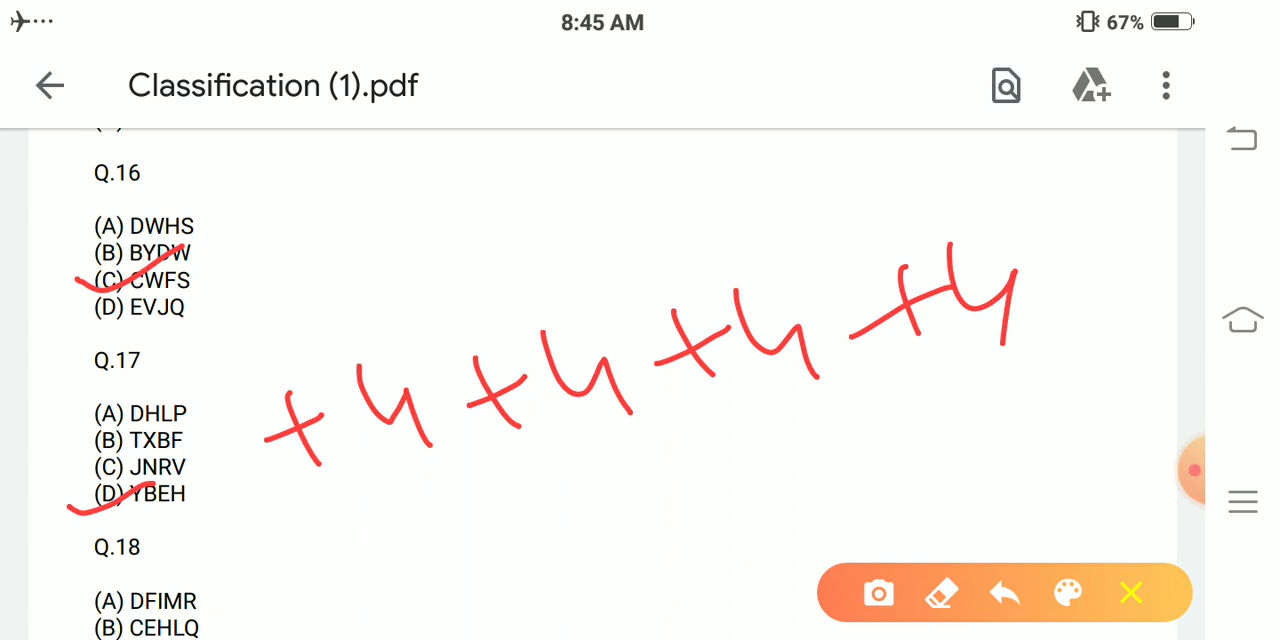 8:45 AM
67%
Classification (1).pdf
Q.16
(A) DWHS
(B) BYDW
(C) CWFS
(D) EVJQ
Q.17
(A) DHLP
(B) TXBF
(C) JNRV
(D) YBEH
+4 +4 +4 +4
Q.18
(A) DFIMR
(B) CEHLQ